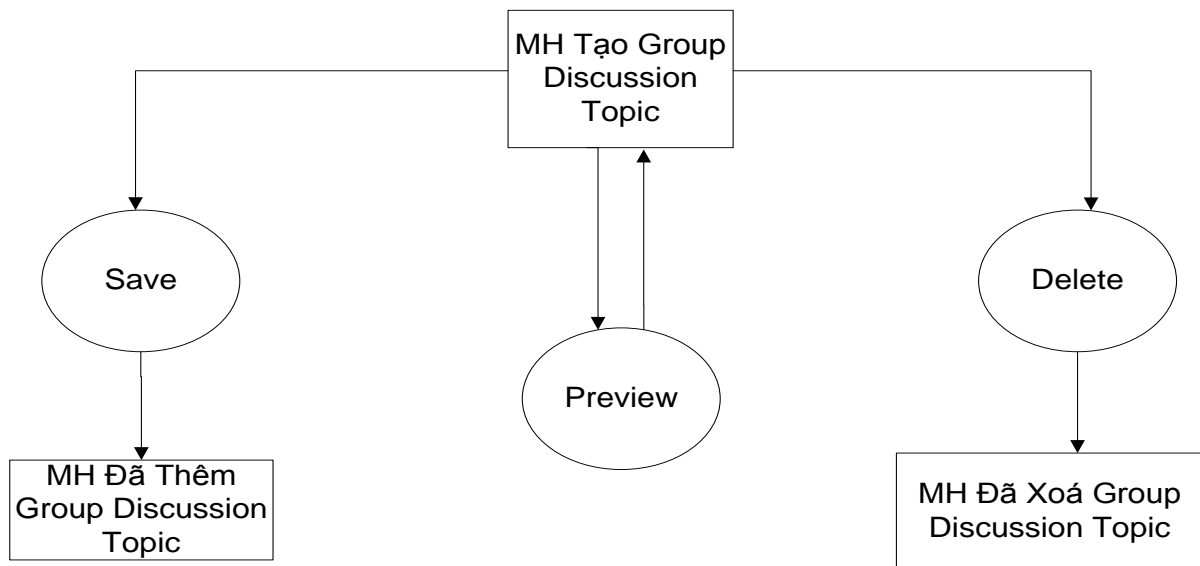 MH Tạo Group
Discussion
Topic
Save
Delete
Preview
MH Đã Thêm
Group Discussion
Topic
MH Đã Xoá Group
Discussion Topic